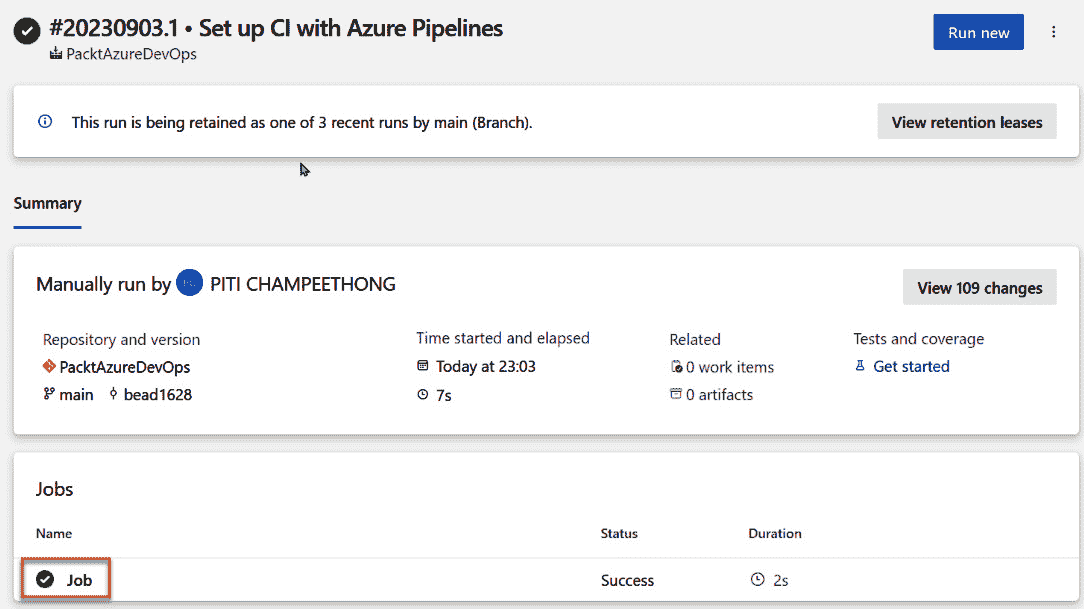 #20230903.1 • Set up CI with Azure Pipelines
Run new
PacktAzureDevOps
This run is being retained as one of 3 recent runs by main (Branch).
View retention leases
Summary
Manually run by PITI CHAMPEETHONG
View 109 changes
Repository and version
Time started and elapsed
Related
Tests and coverage
PacktAzureDevOps
Today at 23:03
0 work items
Get started
main bead1628
7s
0 artifacts
Jobs
Name
Status
Duration
Job
Success
2s